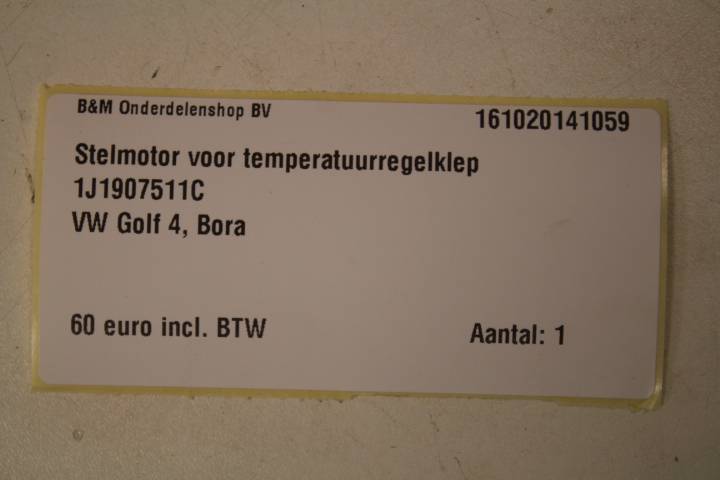 B&M Onderdelenshop BV 161020141059
Stelmotor voor temperatuurregelklep
1J1907511C
VW Golf 4, Bora
60 euro incl. BTW Aantal: 1